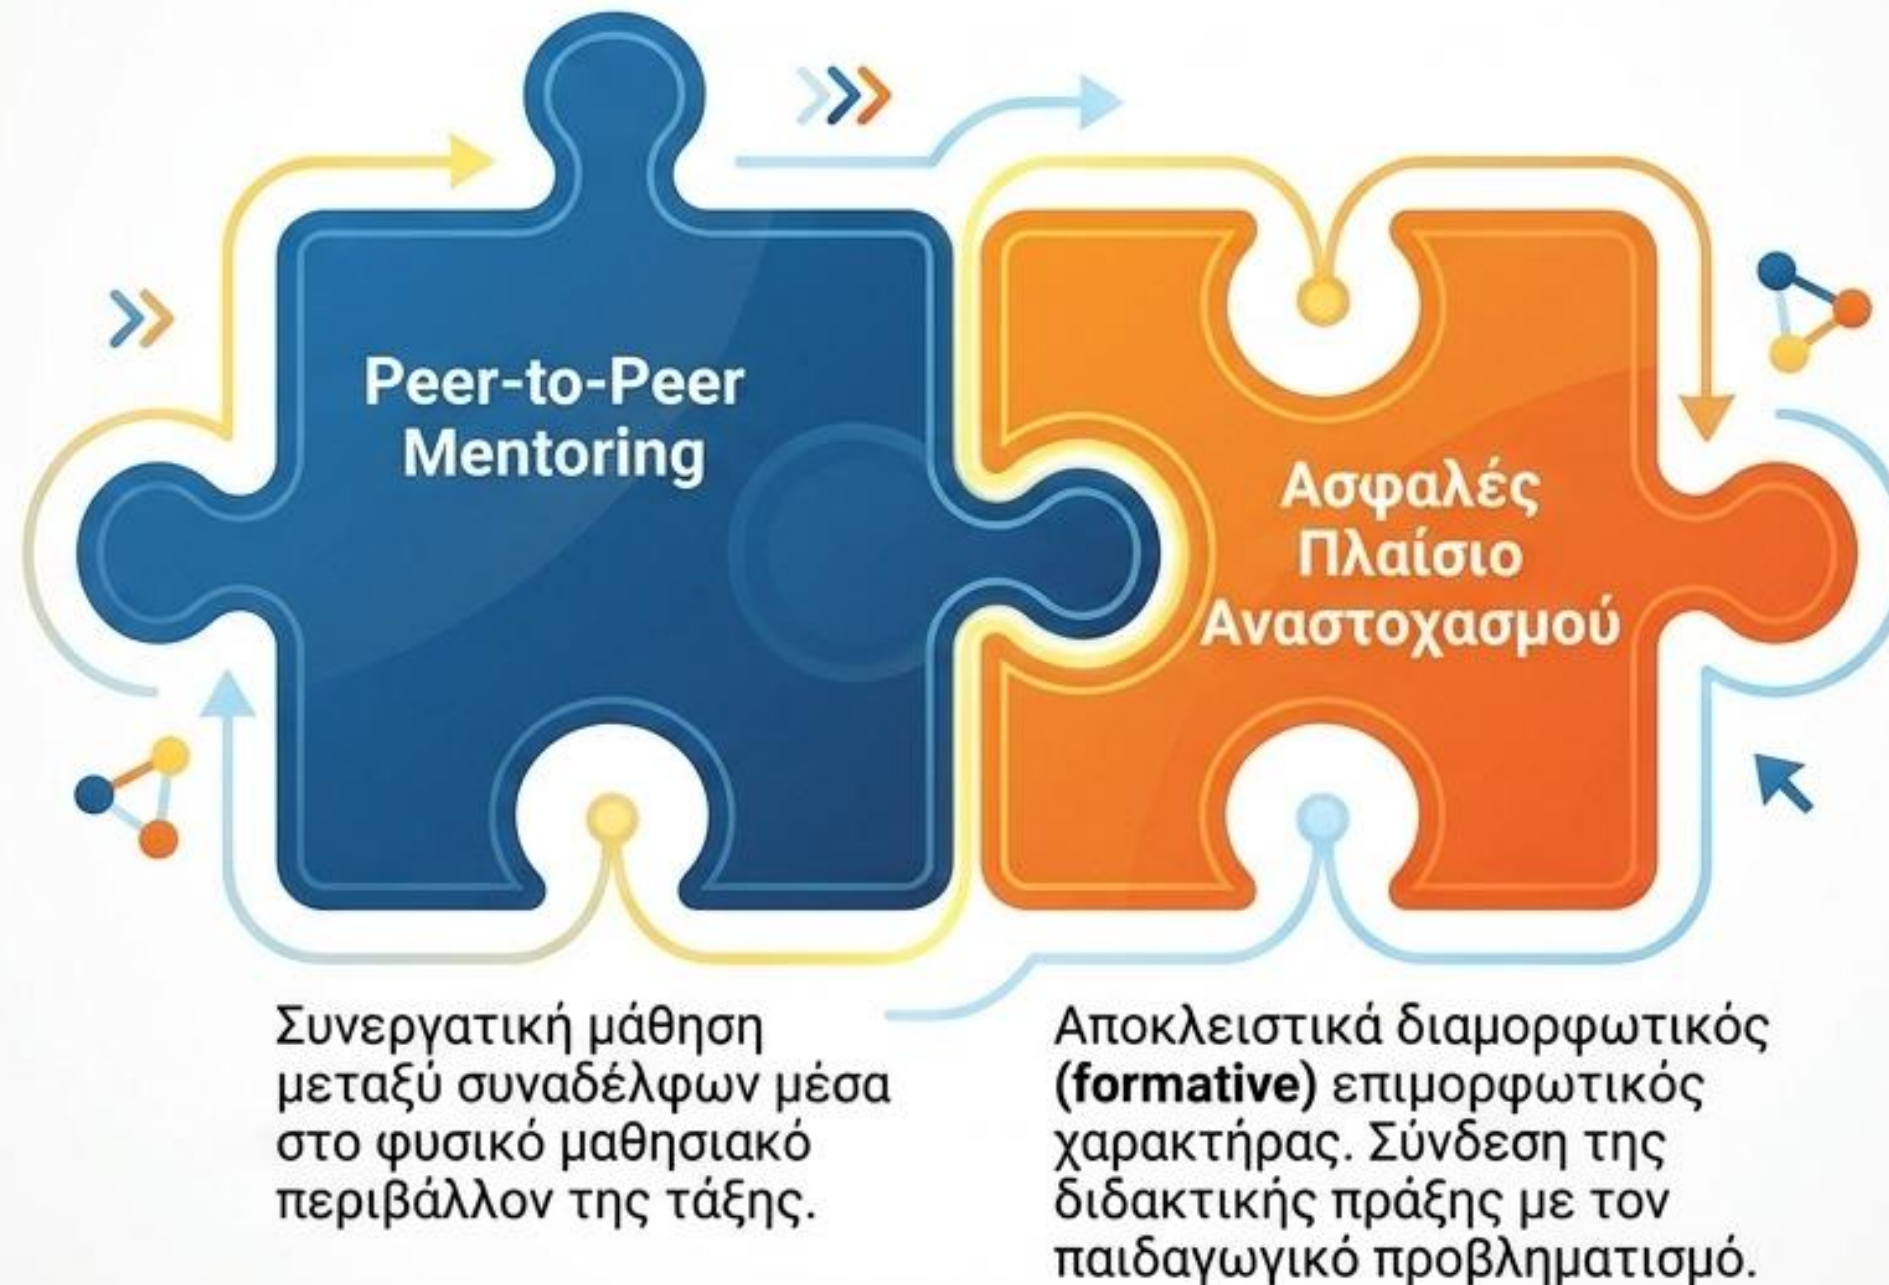 Peer-to-Peer
Mentoring
Ασφαλές
Πλαίσιο
Αναστοχασμού
Συνεργατική μάθηση
μεταξύ συναδέλφων μέσα
στο φυσικό μαθησιακό
περιβάλλον της τάξης.
Αποκλειστικά διαμορφωτικός
(formative) επιμορφωτικός
χαρακτήρας. Σύνδεση της
διδακτικής πράξης με τον
παιδαγωγικό προβληματισμό.